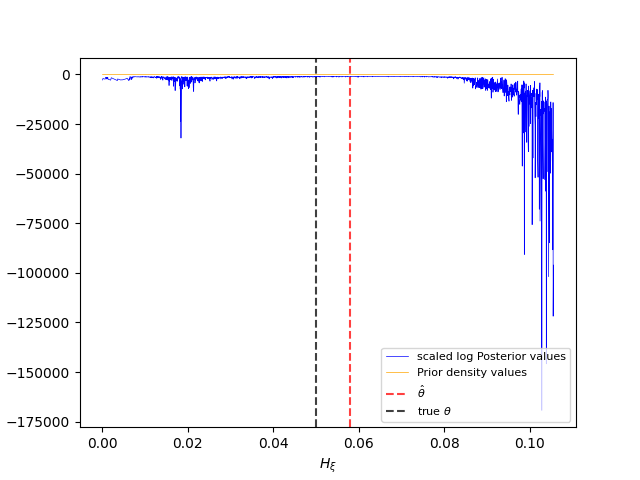 0
−25000
−50000
−75000
−100000
−125000
−150000
−175000
0.00 0.02 0.04 0.06 0.08 0.10
H_ξ
scaled log Posterior values
Prior density values
θ̂
true θ